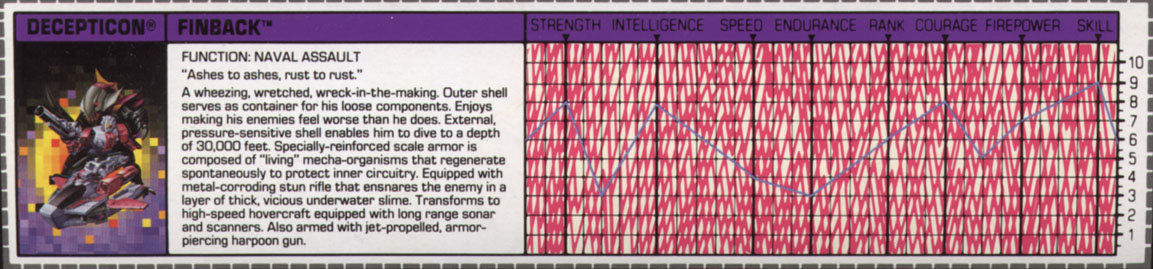 DECEPTICON® FINBACK™
STRENGTH INTELLIGENCE SPEED ENDURANCE RANK COURAGE FIREPOWER SKILL
FUNCTION: NAVAL ASSAULT
"Ashes to ashes, rust to rust."
A wheezing, wretched, wreck-in-the-making. Outer shell
serves as container for his loose components. Enjoys
making his enemies feel worse than he does. External,
pressure-sensitive shell enables him to dive to a depth
of 30,000 feet. Specially-reinforced scale armor is
composed of "living" mecha-organisms that regenerate
spontaneously to protect inner circuitry. Equipped with
metal-corroding stun rifle that ensnares the enemy in a
layer of thick, vicious underwater slime. Transforms to
high-speed hovercraft equipped with long range sonar
and scanners. Also armed with jet-propelled, armor-
piercing harpoon gun.
10
9
8
7
6
5
4
3
2
1